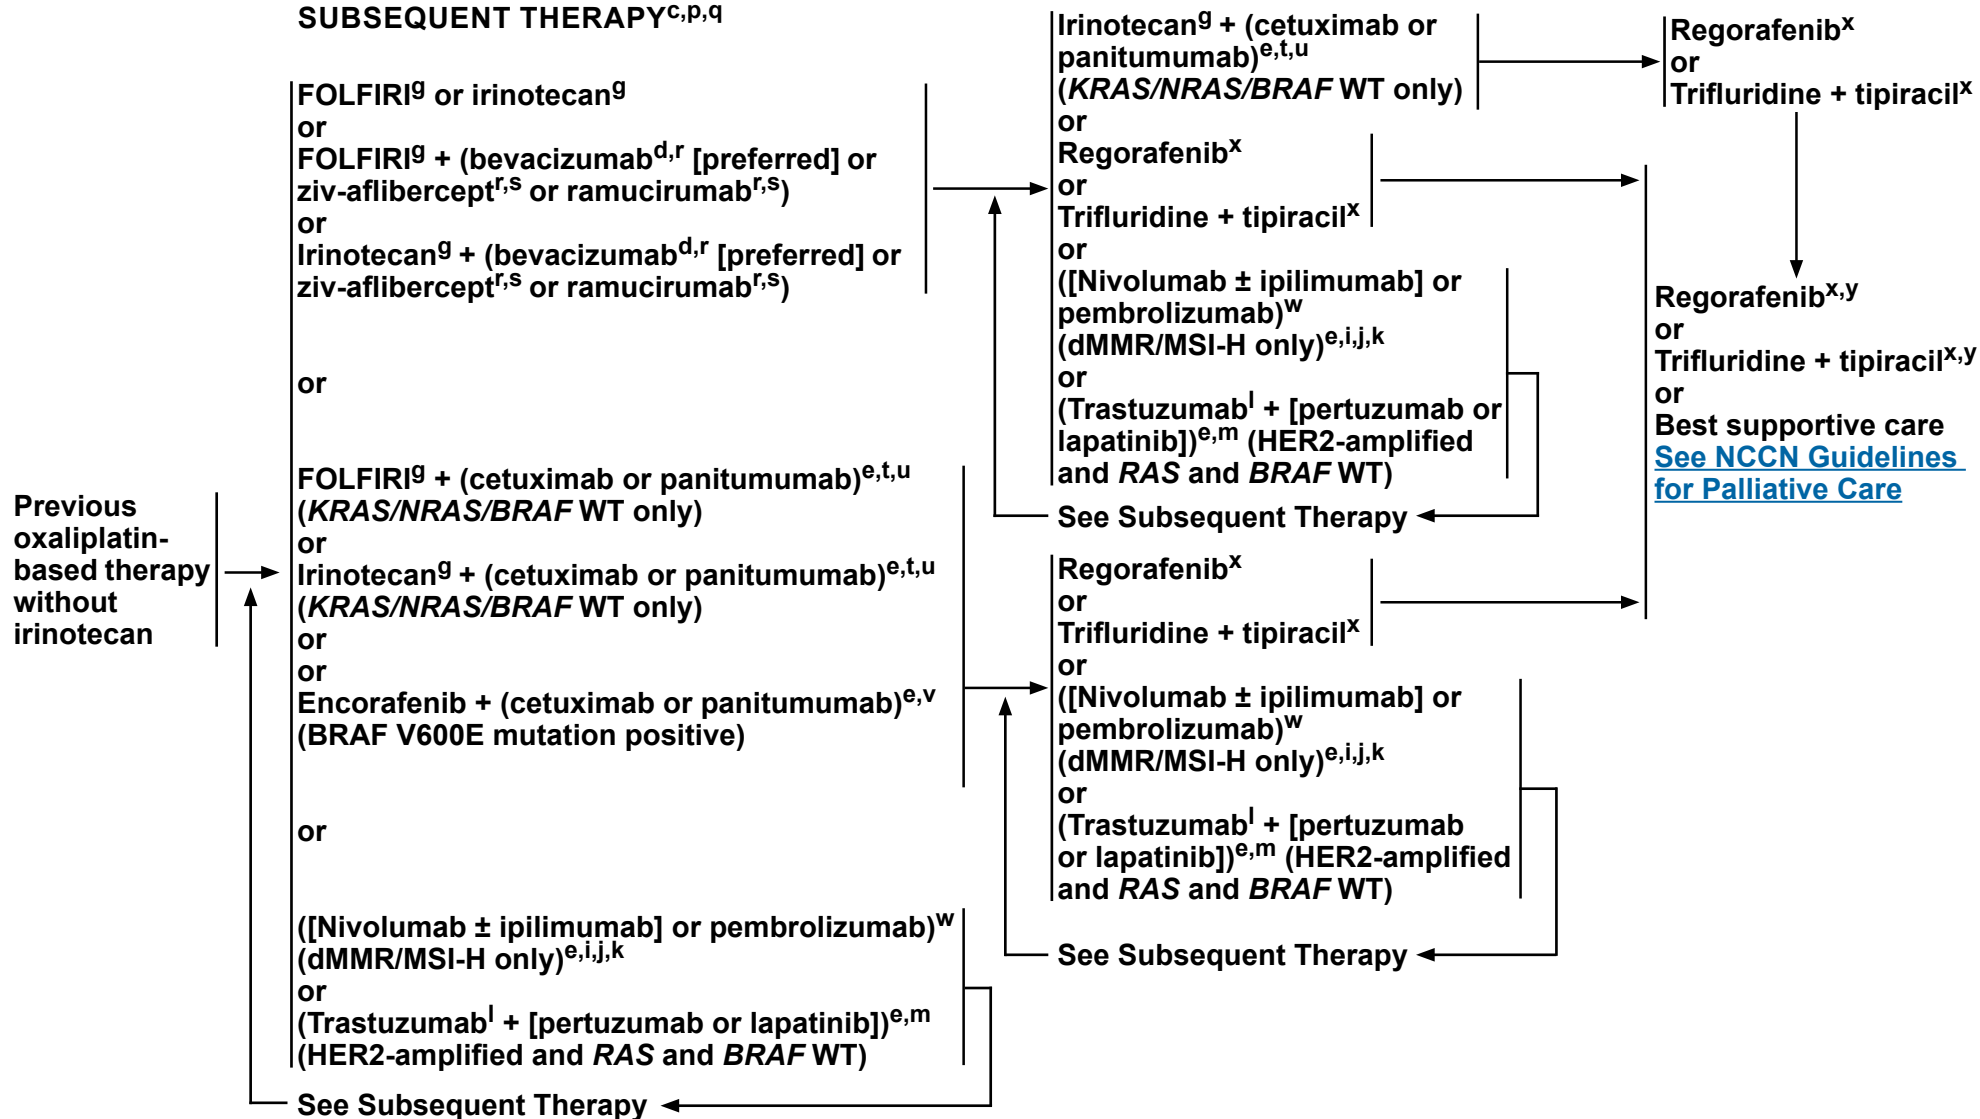 SUBSEQUENT THERAPYc,p,q
Previous
oxaliplatin-
based therapy
without
irinotecan
FOLFIRIg or irinotecang
or
FOLFIRIg + (bevacizumabd,r [preferred] or
ziv-afliberceptr,s or ramucirumabr,s)
or
Irinotecang + (bevacizumabd,r [preferred] or
ziv-afliberceptr,s or ramucirumabr,s)
or
FOLFIRIg + (cetuximab or panitumumab)e,t,u
(KRAS/NRAS/BRAF WT only)
or
Irinotecang + (cetuximab or panitumumab)e,t,u
(KRAS/NRAS/BRAF WT only)
or
or
Encorafenib + (cetuximab or panitumumab)e,v
(BRAF V600E mutation positive)
or
([Nivolumab ± ipilimumab] or pembrolizumab)w
(dMMR/MSI-H only)e,i,j,k
or
(Trastuzumabl + [pertuzumab or lapatinib])e,m
(HER2-amplified and RAS and BRAF WT)
See Subsequent Therapy
Irinotecang + (cetuximab or
panitumumab)e,t,u
(KRAS/NRAS/BRAF WT only)
or
Regorafenibx
or
Trifluridine + tipiracilx
or
([Nivolumab ± ipilimumab] or
pembrolizumab)w
(dMMR/MSI-H only)e,i,j,k
or
(Trastuzumabl + [pertuzumab or
lapatinib])e,m (HER2-amplified
and RAS and BRAF WT)
See Subsequent Therapy
Regorafenibx
or
Trifluridine + tipiracilx
or
([Nivolumab ± ipilimumab] or
pembrolizumab)w
(dMMR/MSI-H only)e,i,j,k
or
(Trastuzumabl + [pertuzumab
or lapatinib])e,m (HER2-amplified
and RAS and BRAF WT)
See Subsequent Therapy
Regorafenibx
or
Trifluridine + tipiracilx
Regorafenibx,y
or
Trifluridine + tipiracilx,y
or
Best supportive care
See NCCN Guidelines
for Palliative Care